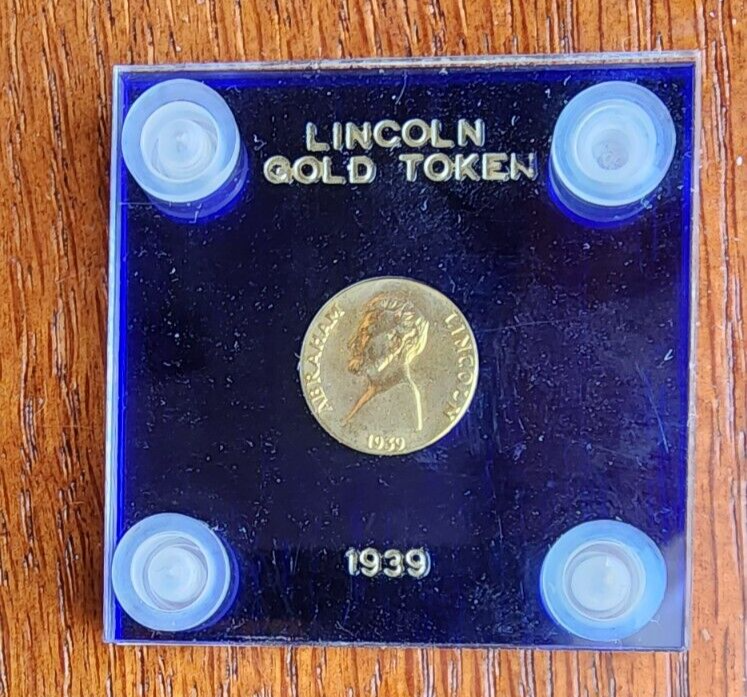 LINCOLN
GOLD TOKEN
ABRAHAM LINCOLN
1939
1939